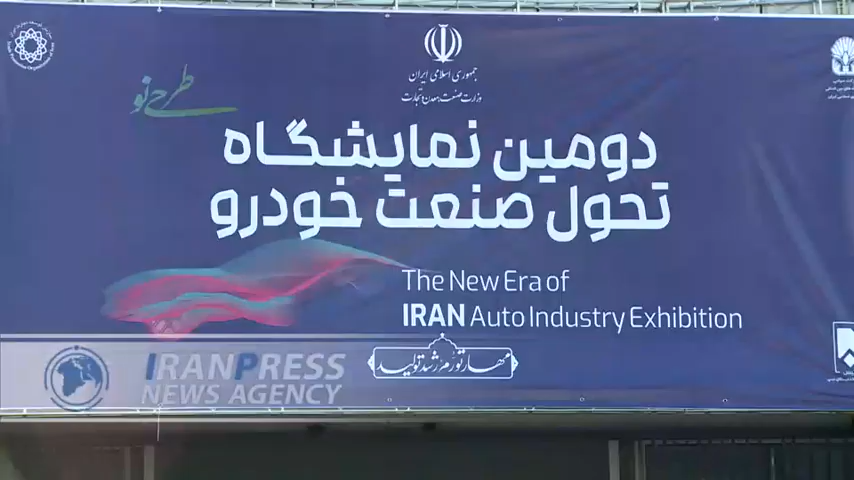 جمهوری اسلامی ایران
وزارت صنعت، معدن و تجارت
طرحی نو
دومین نمایشگاه
تحول صنعت خودرو
The New Era of
IRAN Auto Industry Exhibition
مهار تورم، رشد تولید
IRANPRESS
NEWS AGENCY